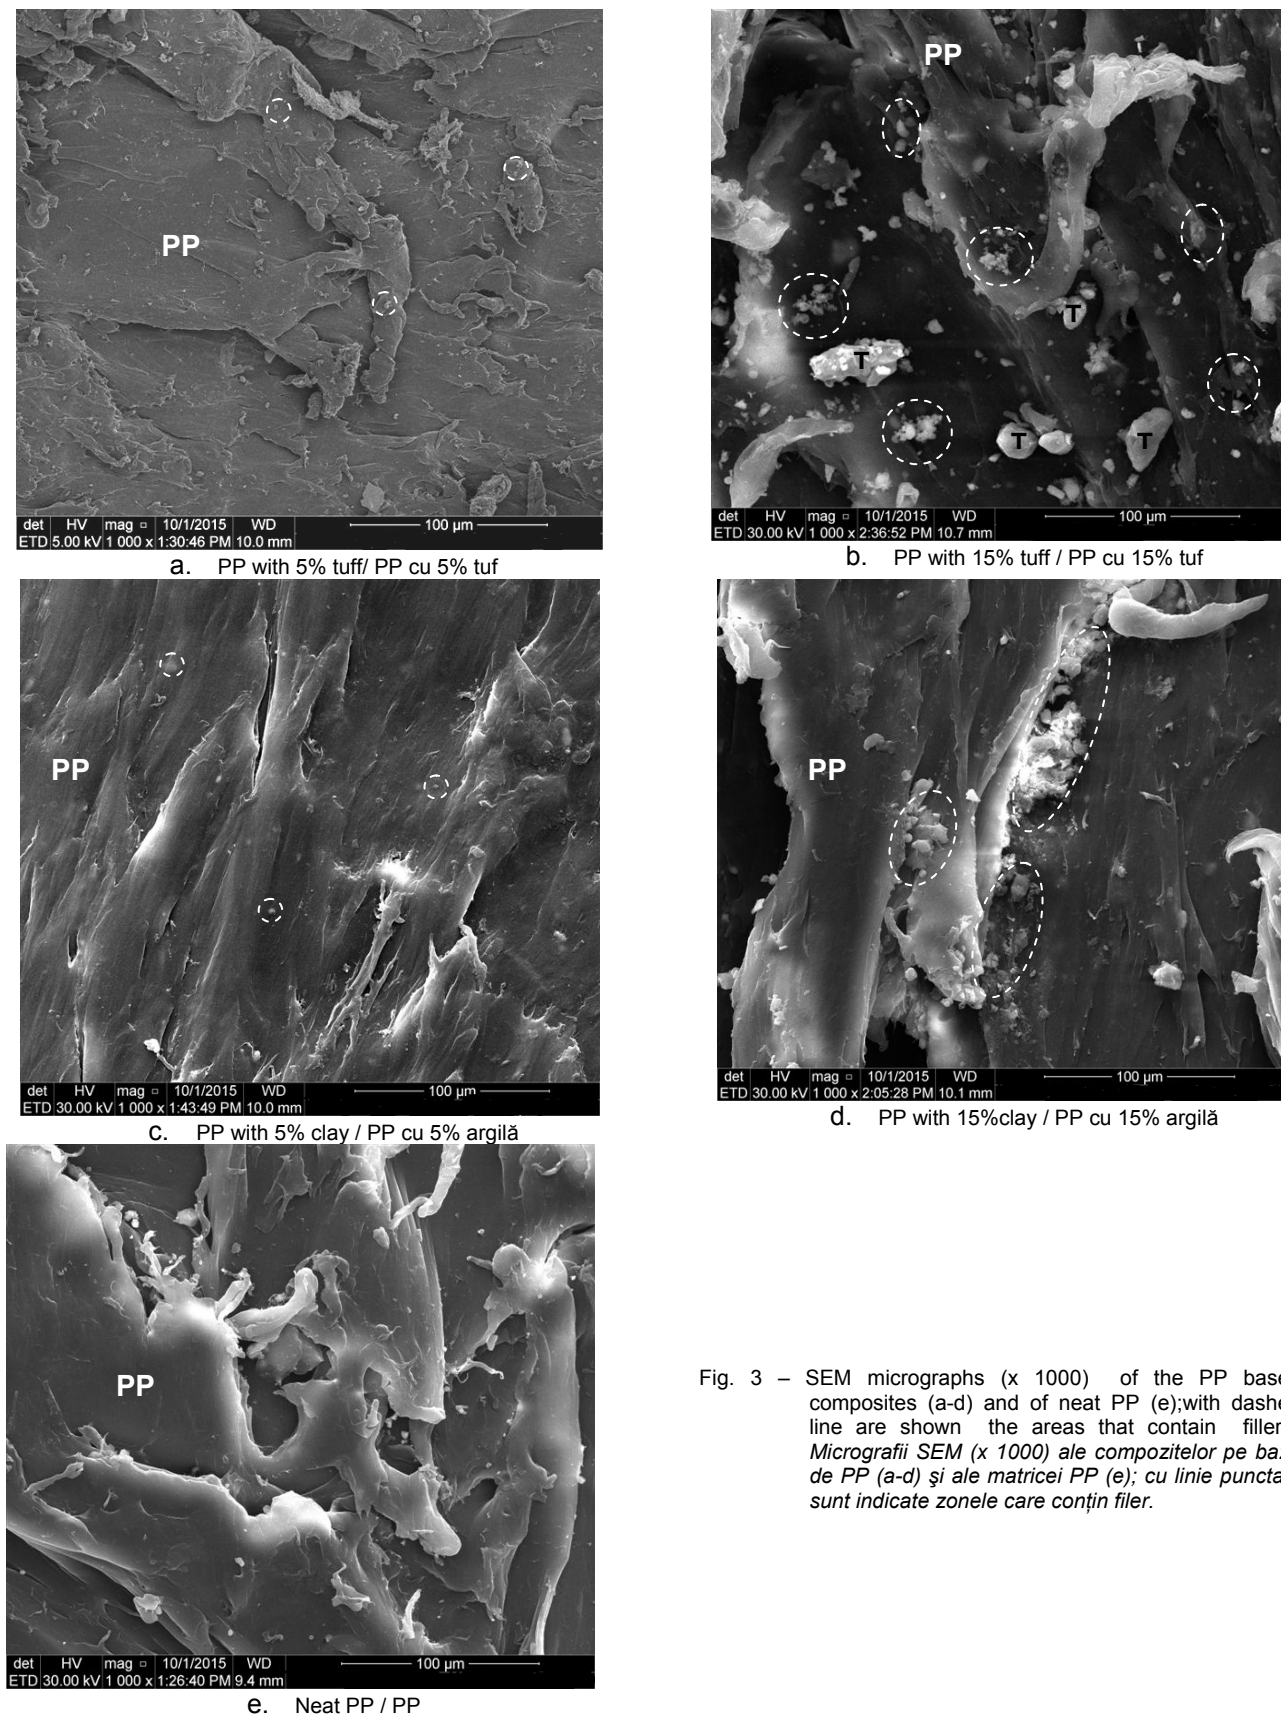 PP
det HV mag □ 10/1/2015 WD 100 µm
ETD 5.00 kV 1 000 x 1:30:46 PM 10.0 mm
a. PP with 5% tuff/ PP cu 5% tuf
PP
T
T
T
T
det HV mag □ 10/1/2015 WD 100 µm
ETD 30.00 kV 1 000 x 2:36:52 PM 10.7 mm
b. PP with 15% tuff / PP cu 15% tuf
PP
det HV mag □ 10/1/2015 WD 100 µm
ETD 30.00 kV 1 000 x 1:43:49 PM 10.0 mm
c. PP with 5% clay / PP cu 5% argilă
PP
det HV mag □ 10/1/2015 WD 100 µm
ETD 30.00 kV 1 000 x 2:05:28 PM 10.1 mm
d. PP with 15%clay / PP cu 15% argilă
PP
det HV mag □ 10/1/2015 WD 100 µm
ETD 30.00 kV 1 000 x 1:26:40 PM 9.4 mm
e. Neat PP / PP
Fig. 3 – SEM micrographs (x 1000) of the PP base
composites (a-d) and of neat PP (e);with dashe
line are shown the areas that contain filler
Micrografii SEM (x 1000) ale compozitelor pe ba
de PP (a-d) şi ale matricei PP (e); cu linie puncta
sunt indicate zonele care conțin filer.